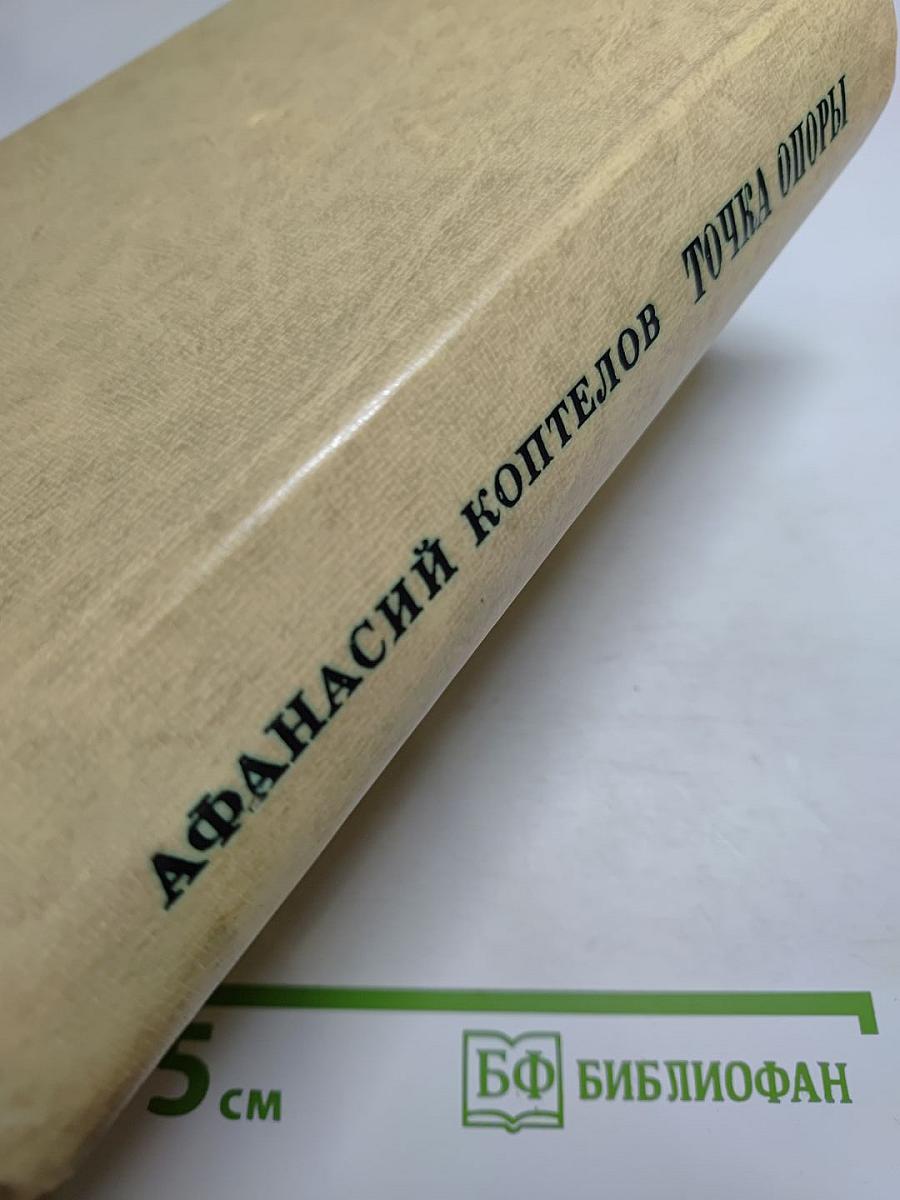 АФАНАСИЙ КОПТЕЛОВ ТОЧКА ОПОРЫ
5 см
БФ БИБЛИОФАН